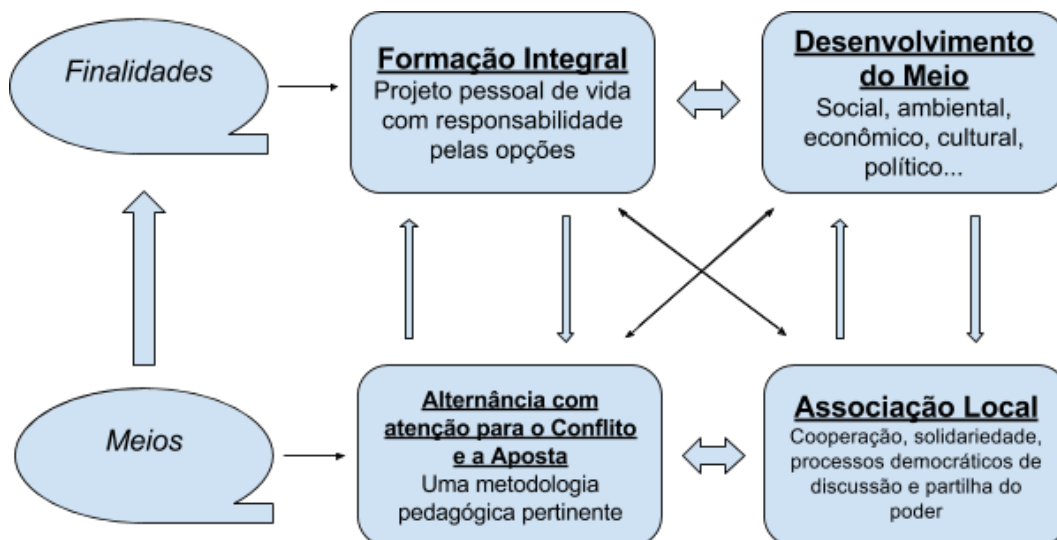 Finalidades
Formação Integral
Projeto pessoal de vida
com responsabilidade
pelas opções
Desenvolvimento
do Meio
Social, ambiental,
econômico, cultural,
político...
Meios
Alternância com
atenção para o Conflito
e a Aposta
Uma metodologia
pedagógica pertinente
Associação Local
Cooperação, solidariedade,
processos democráticos de
discussão e partilha do
poder